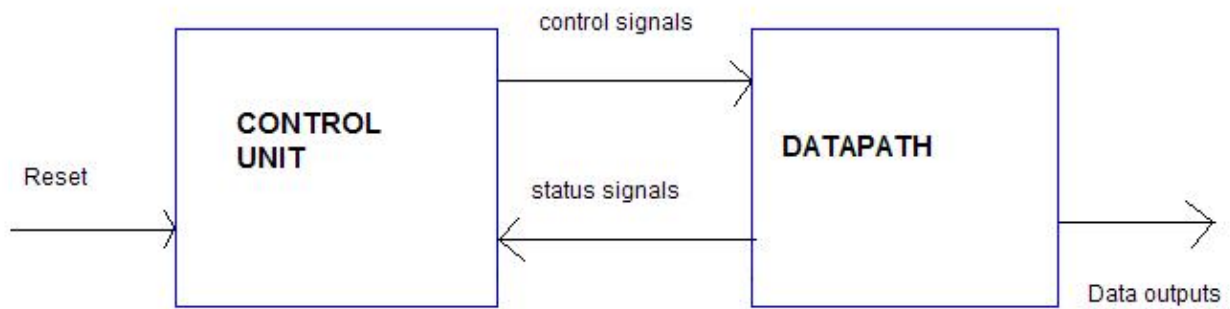 control signals
CONTROL
UNIT
DATAPATH
Reset
status signals
Data outputs